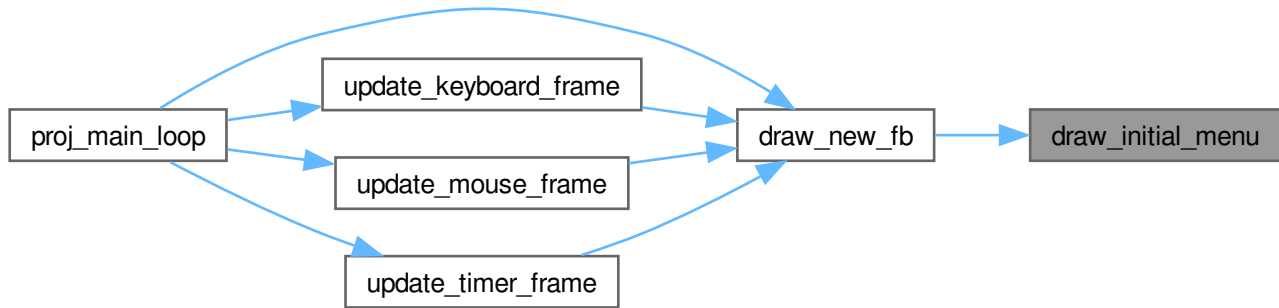 proj_main_loop
update_keyboard_frame
update_mouse_frame
update_timer_frame
draw_new_fb
draw_initial_menu